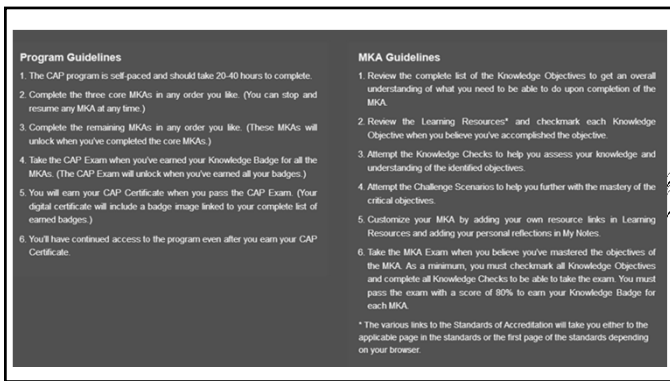 Program Guidelines
1. The CAP program is self-paced and should take 20-40 hours to complete.
2. Complete the three core MKAs in any order you like. (You can stop and
resume any MKA at any time.)
3. Complete the remaining MKAs in any order you like. (These MKAs will
unlock when you've completed the core MKAs.)
4. Take the CAP Exam when you've earned your Knowledge Badge for all the
MKAs. (The CAP Exam will unlock when you've earned all your badges.)
5. You will earn your CAP Certificate when you pass the CAP Exam. (Your
digital certificate will include a badge image linked to your complete list of
earned badges.)
6. You'll have continued access to the program even after you earn your CAP
Certificate.
MKA Guidelines
1. Review the complete list of the Knowledge Objectives to get an overall
understanding of what you need to be able to do upon completion of the
MKA.
2. Review the Learning Resources* and checkmark each Knowledge
Objective when you believe you've accomplished the objective.
3. Attempt the Knowledge Checks to help you assess your knowledge and
understanding of the identified objectives.
4. Attempt the Challenge Scenarios to help you further with the mastery of the
critical objectives.
5. Customize your MKA by adding your own resource links in Learning
Resources and adding your personal reflections in My Notes.
6. Take the MKA Exam when you believe you've mastered the objectives of
the MKA. As a minimum, you must checkmark all Knowledge Objectives
and complete all Knowledge Checks to be able to take the exam. You must
pass the exam with a score of 80% to earn your Knowledge Badge for
each MKA.
* The various links to the Standards of Accreditation will take you either to the
applicable page in the standards or the first page of the standards depending
on your browser.